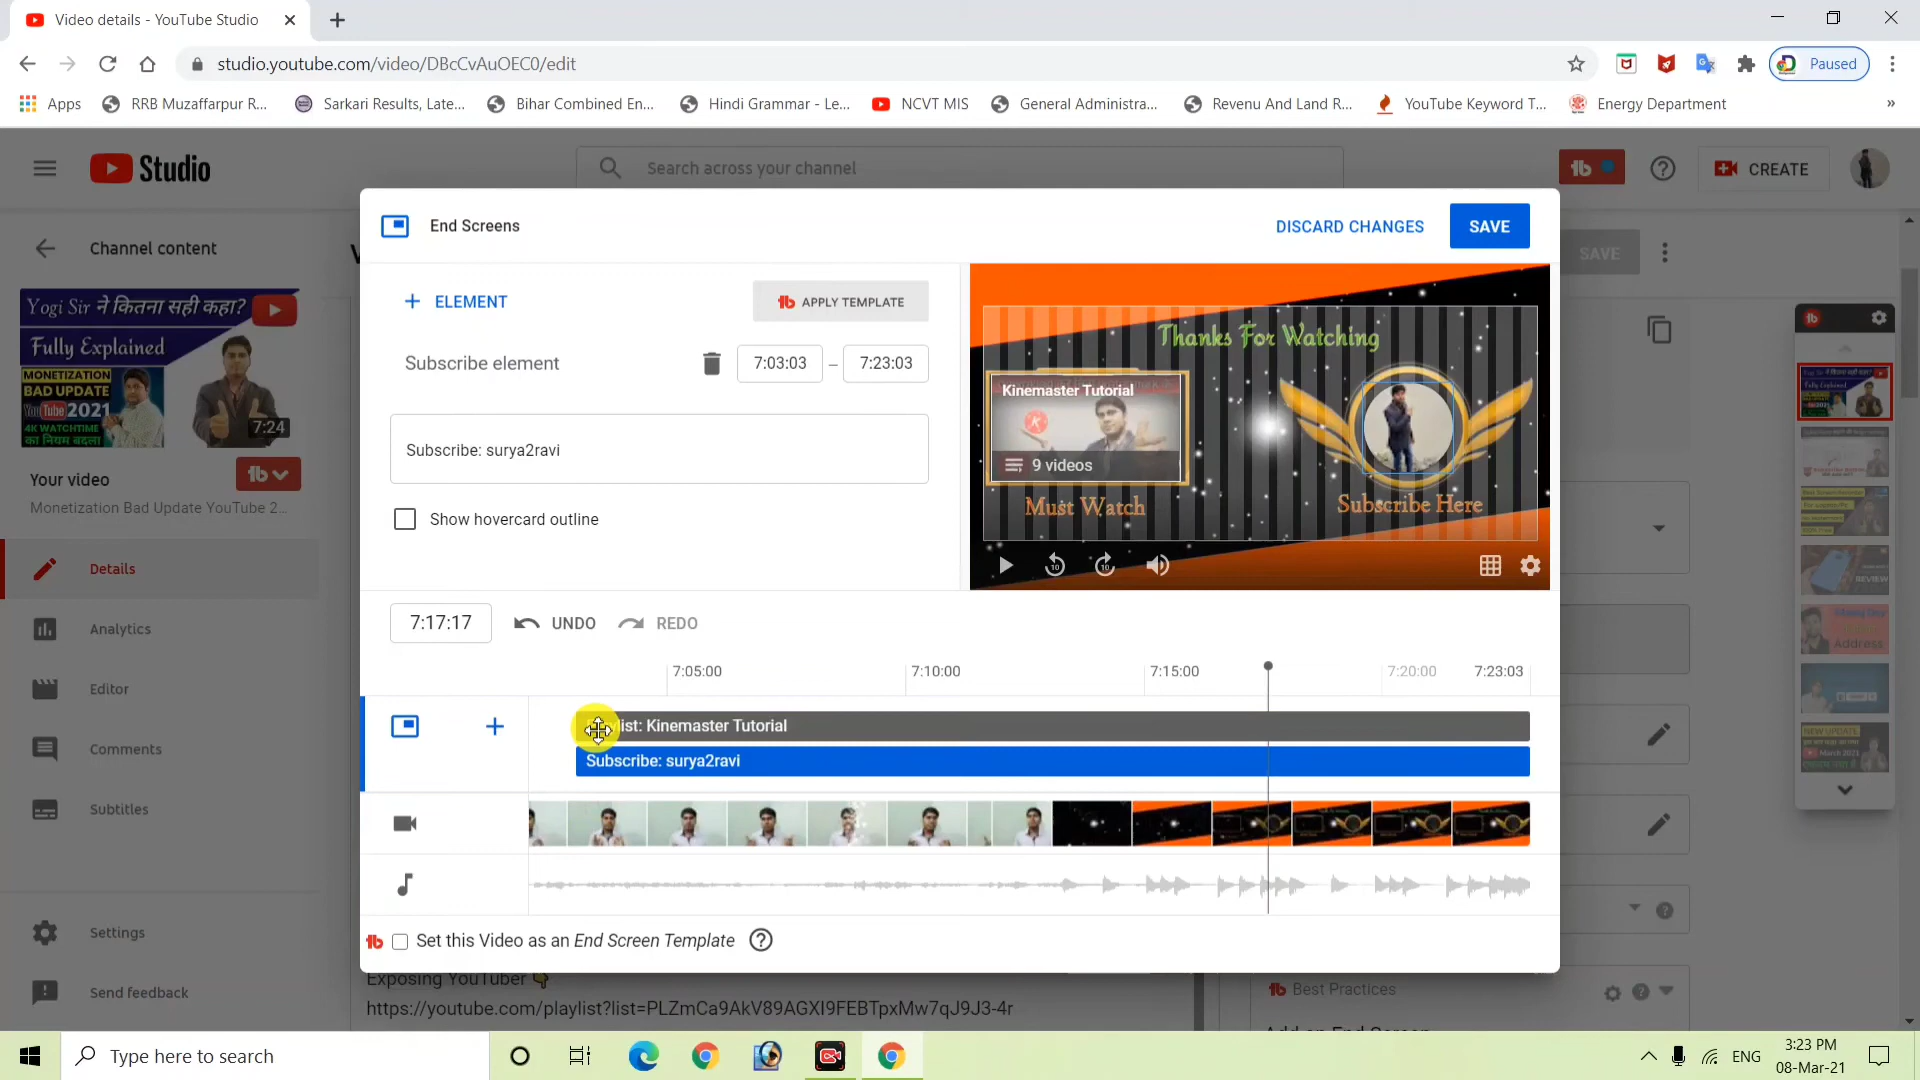 Video details - YouTube Studio
studio.youtube.com/video/DBcCvAuOEC0/edit
Paused
Apps
RRB Muzaffarpur R...
Sarkari Results, Late...
Bihar Combined En...
Hindi Grammar - Le...
NCVT MIS
General Administra...
Revenu And Land R...
YouTube Keyword T...
Energy Department
»
Studio
Search across your channel
CREATE
Channel content
SAVE
End Screens
DISCARD CHANGES
SAVE
ELEMENT
APPLY TEMPLATE
Subscribe element
7:03:03 – 7:23:03
Subscribe: surya2ravi
Show hovercard outline
Thanks For Watching
Kinemaster Tutorial
9 videos
Must Watch
Subscribe Here
Yogi Sir ने कितना सही कहा?
Fully Explained
MONETIZATION
BAD UPDATE
YouTube 2021
4K WATCHTIME
का नियम बदला
7:24
Your video
Monetization Bad Update YouTube 2...
Details
Analytics
Editor
Comments
Subtitles
Settings
Send feedback
7:17:17
UNDO
REDO
7:05:00
7:10:00
7:15:00
7:20:00
7:23:03
list: Kinemaster Tutorial
Subscribe: surya2ravi
Set this Video as an End Screen Template
Exposing YouTuber
https://youtube.com/playlist?list=PLZmCa9AkV89AGXI9FEBTpxMw7qJ9J3-4r
Best Practices
Add an End Screen
REVIEW
Address
Type here to search
ENG
3:23 PM
08-Mar-21